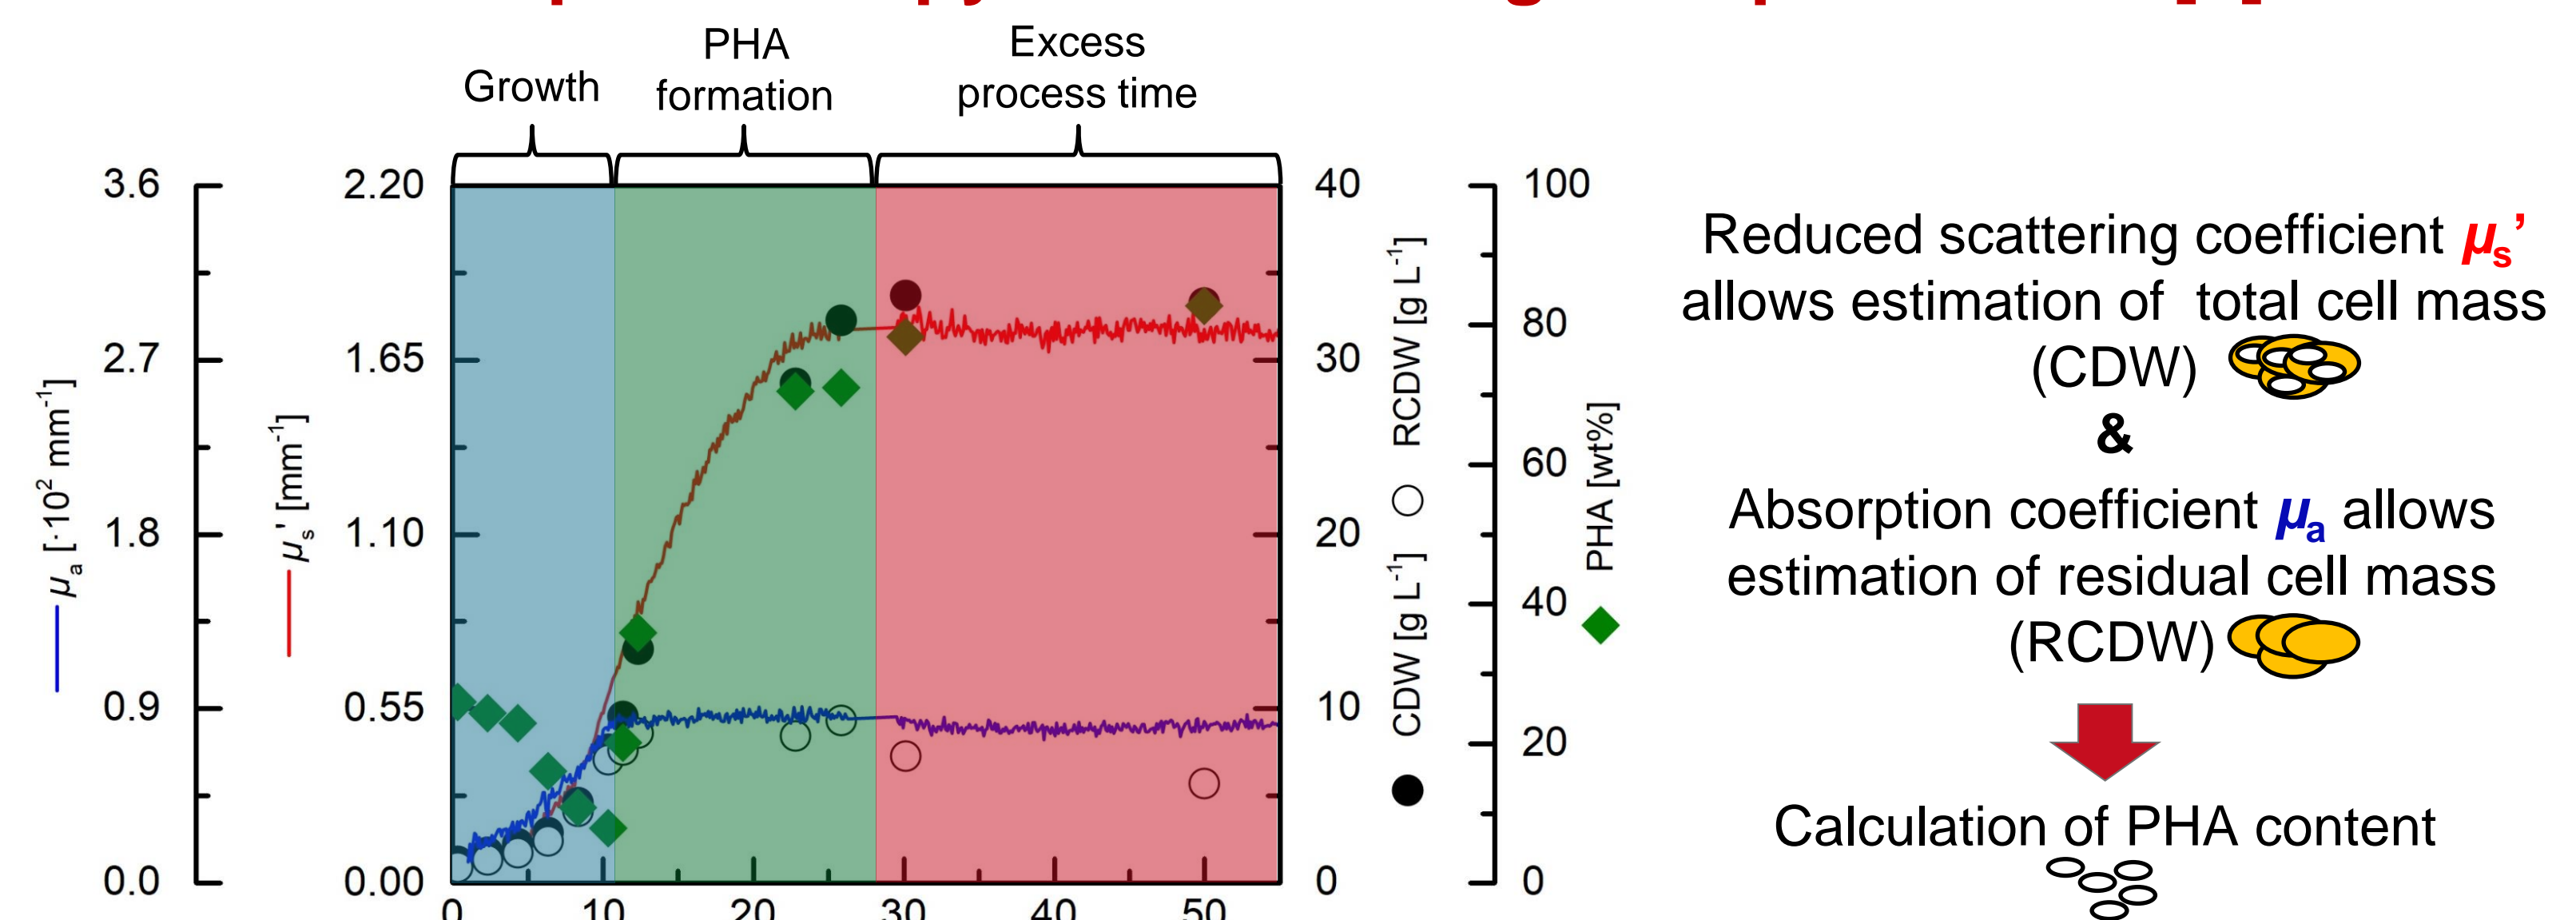 PHA
formation
Growth
Excess
process time
3.6
2.7
1.8
0.9
0.0
μa [·10² mm⁻¹]
2.20
1.65
1.10
0.55
0.00
μs' [mm⁻¹]
40
30
20
10
0
CDW [g L⁻¹] RCDW [g L⁻¹]
100
80
60
40
20
0
PHA [wt%]
0 10 20 30 40 50
Reduced scattering coefficient μs’
allows estimation of total cell mass
(CDW)
&
Absorption coefficient μa allows
estimation of residual cell mass
(RCDW)
Calculation of PHA content